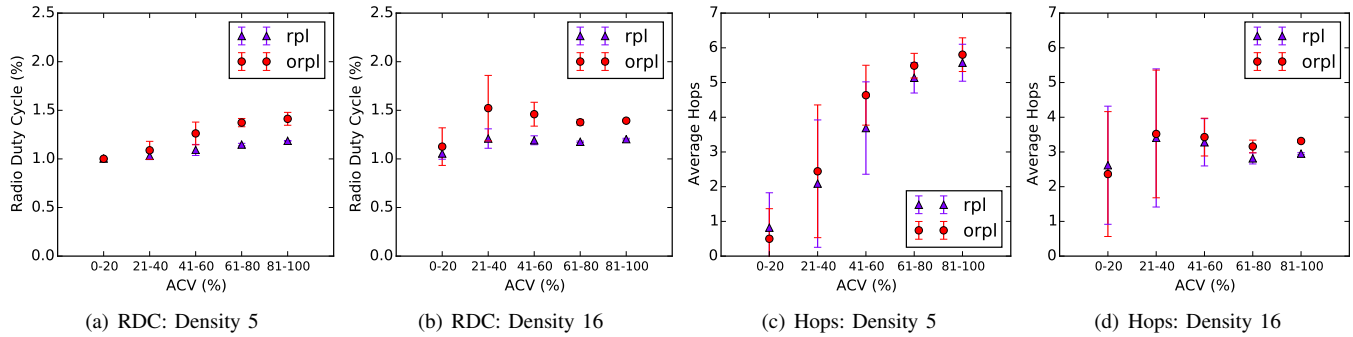 2.5
2.0
1.5
1.0
0.5
0.0
Radio Duty Cycle (%)
rpl
orpl
0-20 21-40 41-60 61-80 81-100
ACV (%)
(a) RDC: Density 5
2.5
2.0
1.5
1.0
0.5
0.0
Radio Duty Cycle (%)
rpl
orpl
0-20 21-40 41-60 61-80 81-100
ACV (%)
(b) RDC: Density 16
7
6
5
4
3
2
1
0
Average Hops
rpl
orpl
0-20 21-40 41-60 61-80 81-100
ACV (%)
(c) Hops: Density 5
7
6
5
4
3
2
1
0
Average Hops
rpl
orpl
0-20 21-40 41-60 61-80 81-100
ACV (%)
(d) Hops: Density 16